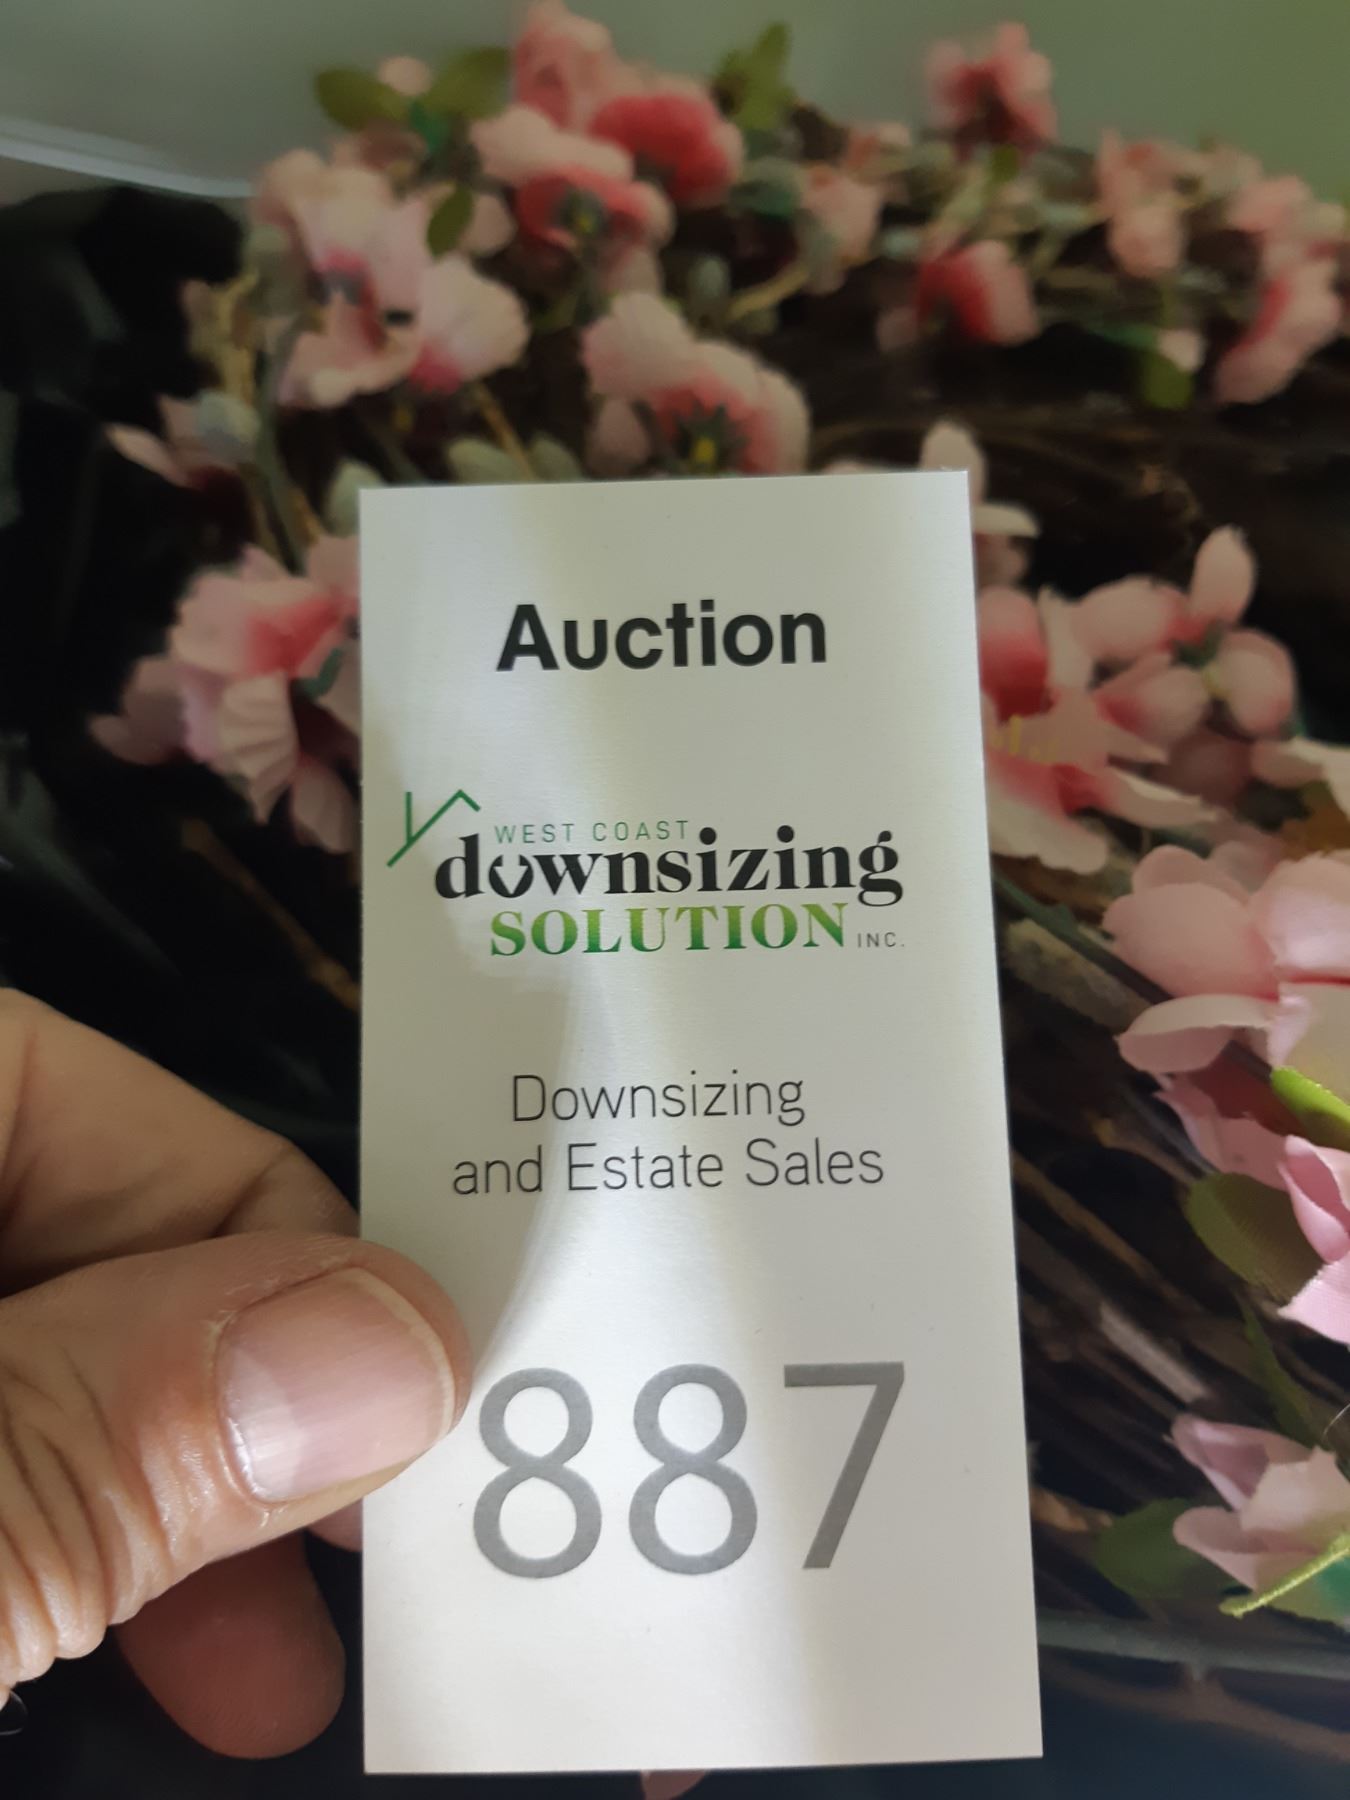 Auction
WEST COAST
downsizing
SOLUTION INC.
Downsizing
and Estate Sales
887